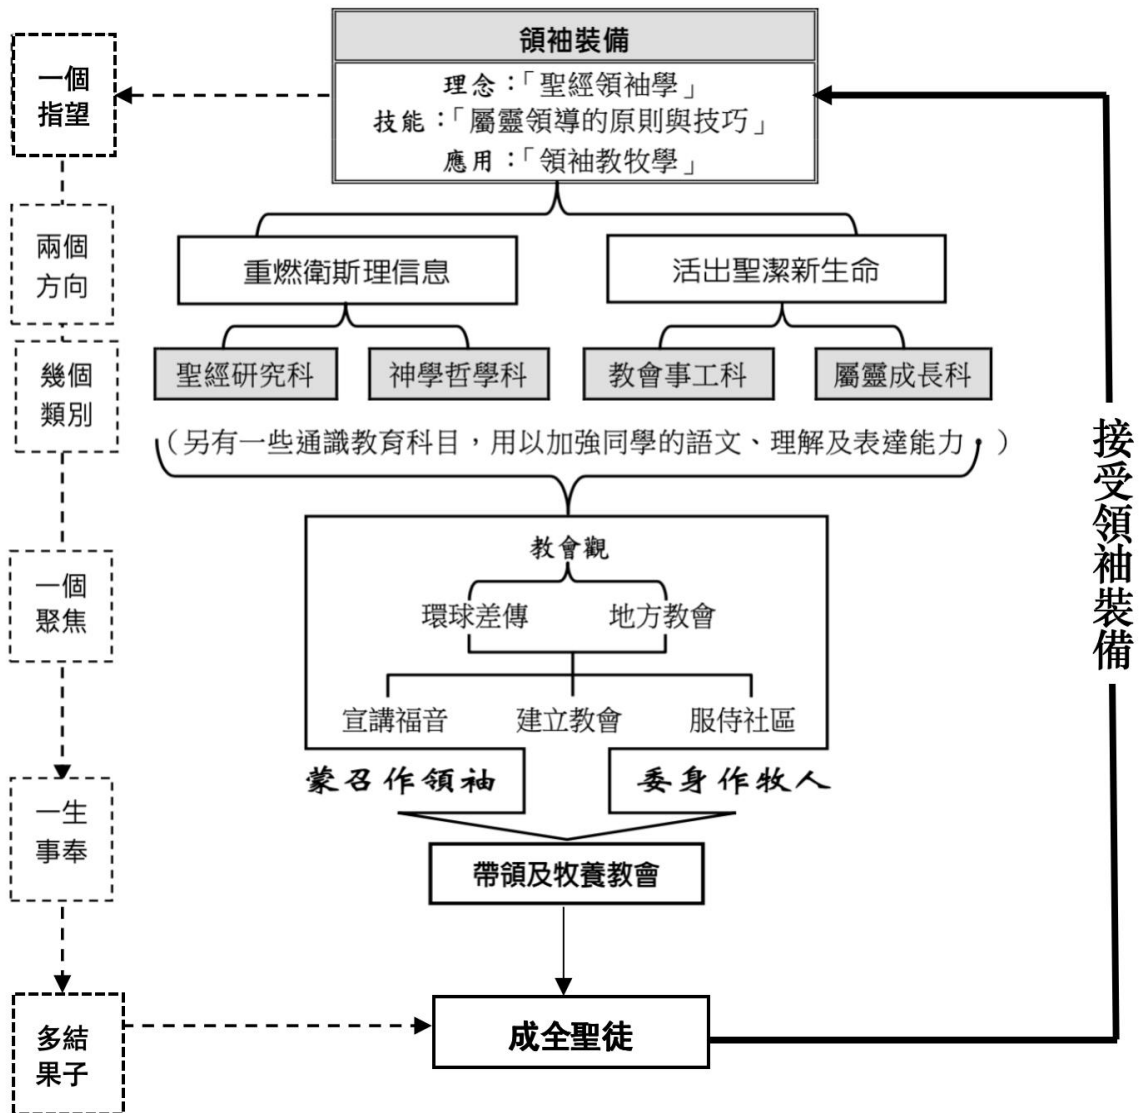 領袖裝備
一個
指望
理念：「聖經領袖學」
技能：「屬靈領導的原則與技巧」
應用：「領袖教牧學」
兩個
方向
重燃衛斯理信息
活出聖潔新生命
幾個
類別
聖經研究科
神學哲學科
教會事工科
屬靈成長科
（另有一些通識教育科目，用以加強同學的語文、理解及表達能力。）
接受領袖裝備
一個
聚焦
教會觀
環球差傳
地方教會
宣講福音
建立教會
服侍社區
蒙召作領袖
委身作牧人
一生
事奉
帶領及牧養教會
多結
果子
成全聖徒